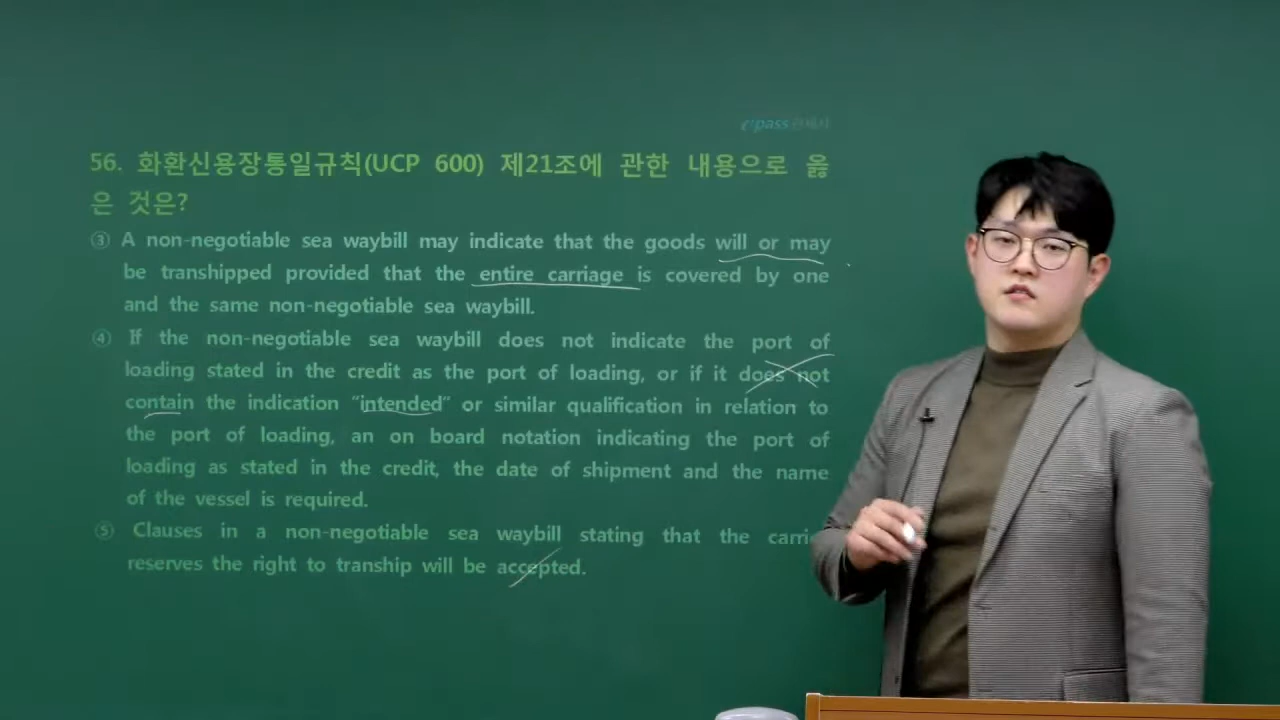 e*pass 관세사
56. 화환신용장통일규칙(UCP 600) 제21조에 관한 내용으로 옳
은 것은?
③ A non-negotiable sea waybill may indicate that the goods will or may
be transhipped provided that the entire carriage is covered by one
and the same non-negotiable sea waybill.
④ If the non-negotiable sea waybill does not indicate the port of
loading stated in the credit as the port of loading, or if it does not
contain the indication “intended” or similar qualification in relation to
the port of loading, an on board notation indicating the port of
loading as stated in the credit, the date of shipment and the name
of the vessel is required.
⑤ Clauses in a non-negotiable sea waybill stating that the carri
reserves the right to tranship will be accepted.